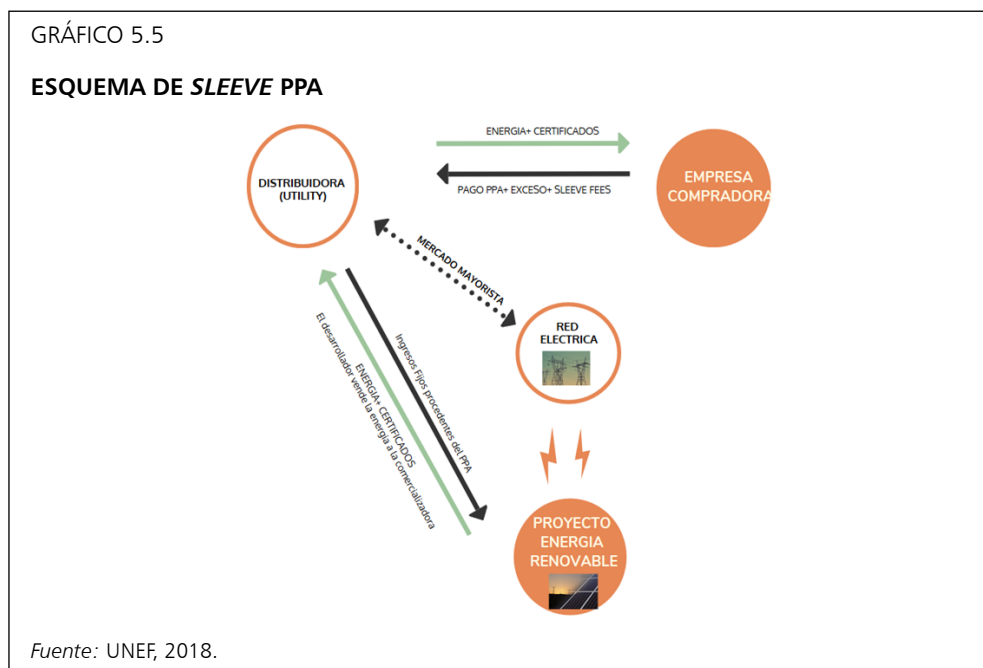 GRÁFICO 5.5
ESQUEMA DE SLEEVE PPA
ENERGIA+ CERTIFICADOS
DISTRIBUIDORA
(UTILITY)
PAGO PPA+ EXCESO+ SLEEVE FEES
EMPRESA
COMPRADORA
MERCADO MAYORISTA
RED
ELECTRICA
Ingresos Fijos procedentes del PPA
ENERGIA+ CERTIFICADOS
El desarrollador vende la energia a la comercializadora
PROYECTO
ENERGIA
RENOVABLE
Fuente: UNEF, 2018.